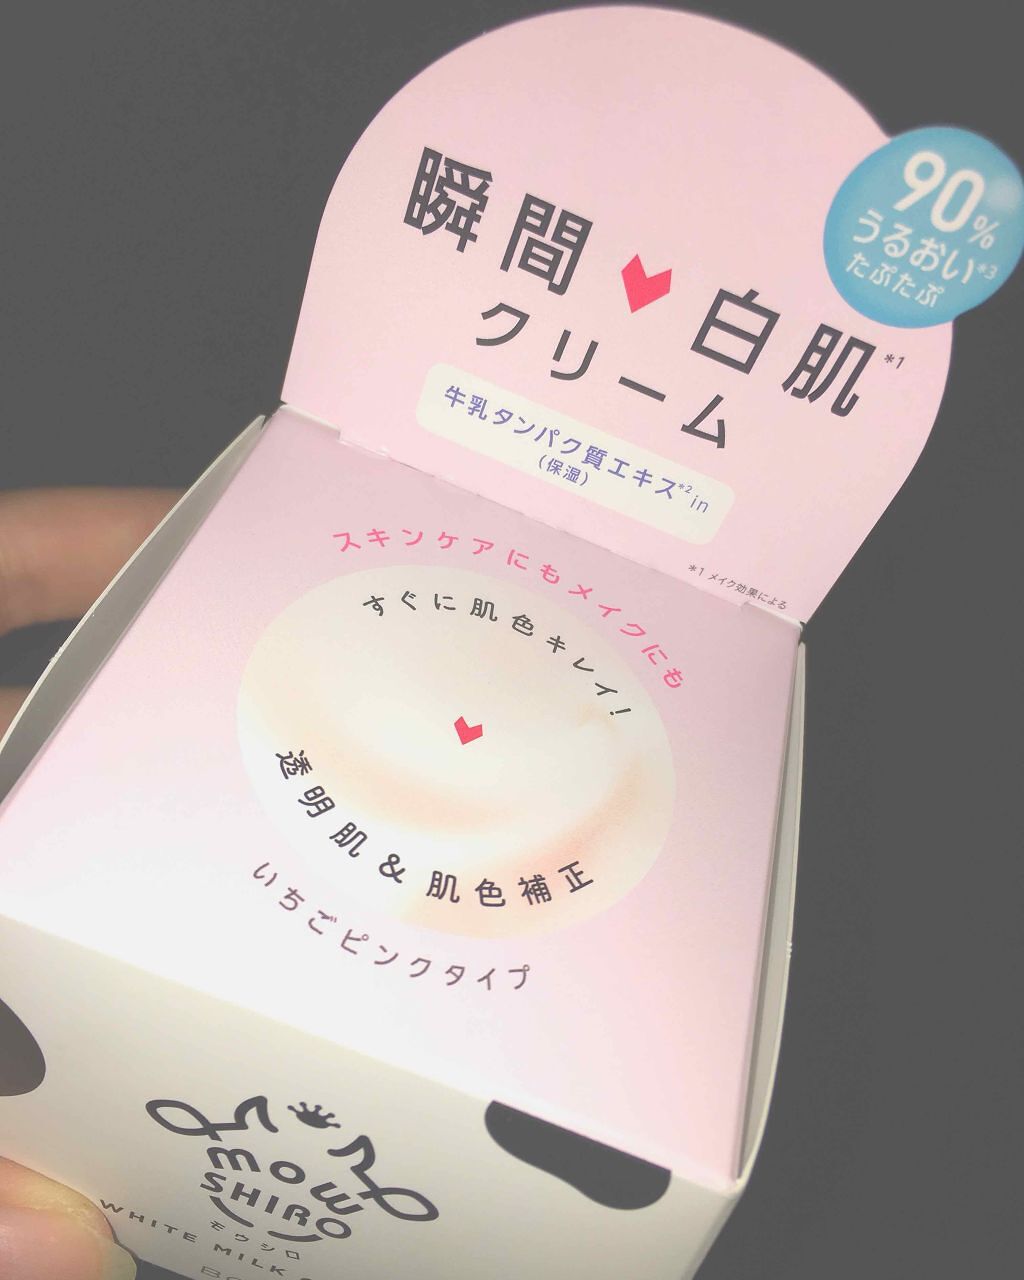 90%
うるおい*3
たぷたぷ
瞬間 白肌*1
クリーム
牛乳タンパク質エキス*2 in
(保湿)
*1 メイク効果による
スキンケアにもメイクにも
すぐに肌色キレイ!
透明肌&肌色補正
いちごピンクタイプ
mow
SHIRO
モウシロ
WHITE MILK